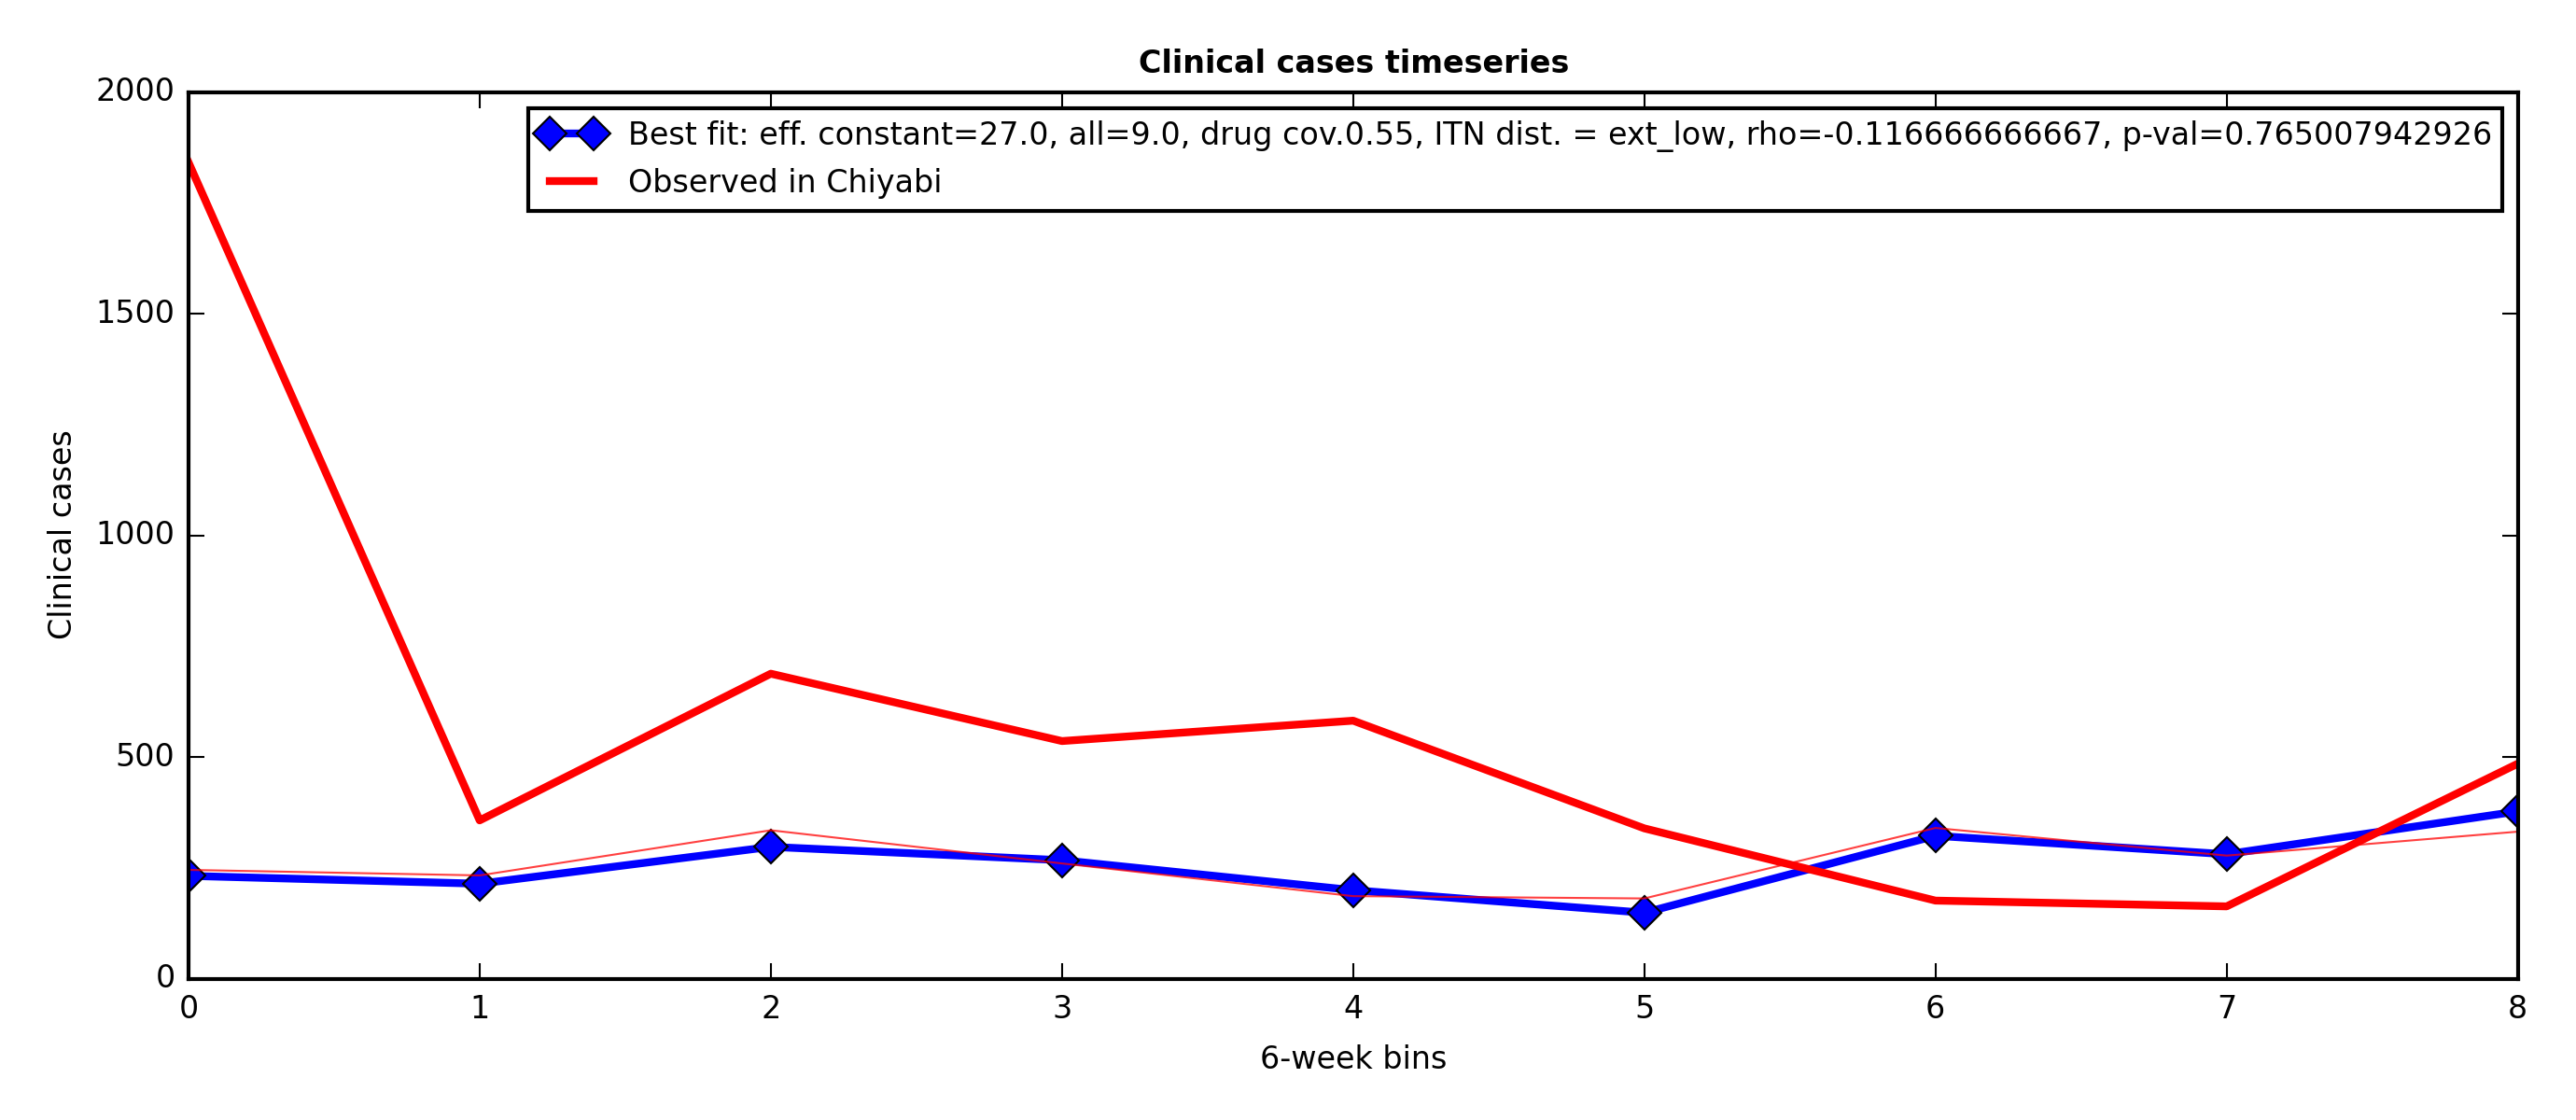 Clinical cases timeseries
2000
1500
1000
500
0
Clinical cases
Best fit: eff. constant=27.0, all=9.0, drug cov.0.55, ITN dist. = ext_low, rho=-0.116666666667, p-val=0.765007942926
Observed in Chiyabi
0 1 2 3 4 5 6 7 8
6-week bins